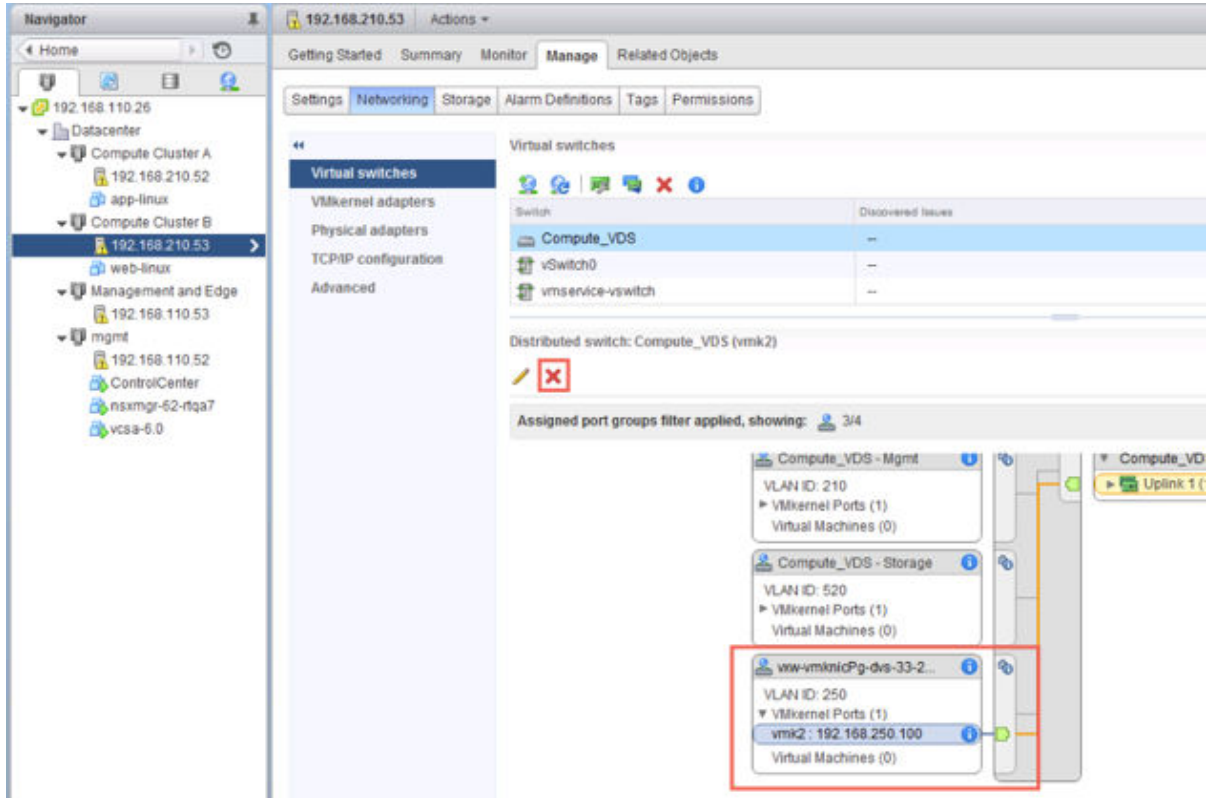 Navigator
Home
192.168.110.26
Datacenter
Compute Cluster A
192.168.210.52
app-linux
Compute Cluster B
192.168.210.53
web-linux
Management and Edge
192.168.110.53
mgmt
192.168.110.52
ControlCenter
nsxmgr-62-rtqa7
vcsa-6.0
192.168.210.53 Actions
Getting Started Summary Monitor Manage Related Objects
Settings Networking Storage Alarm Definitions Tags Permissions
Virtual switches
VMkernel adapters
Physical adapters
TCP/IP configuration
Advanced
Virtual switches
Switch Discovered Issues
Compute_VDS --
vSwitch0 --
vmservice-vswitch --
Distributed switch: Compute_VDS (vmk2)
Assigned port groups filter applied, showing: 3/4
Compute_VDS - Mgmt
VLAN ID: 210
VMkernel Ports (1)
Virtual Machines (0)
Compute_VDS - Storage
VLAN ID: 520
VMkernel Ports (1)
Virtual Machines (0)
vxw-vmknicPg-dvs-33-2...
VLAN ID: 250
VMkernel Ports (1)
vmk2 : 192.168.250.100
Virtual Machines (0)
Compute_VD
Uplink 1 (